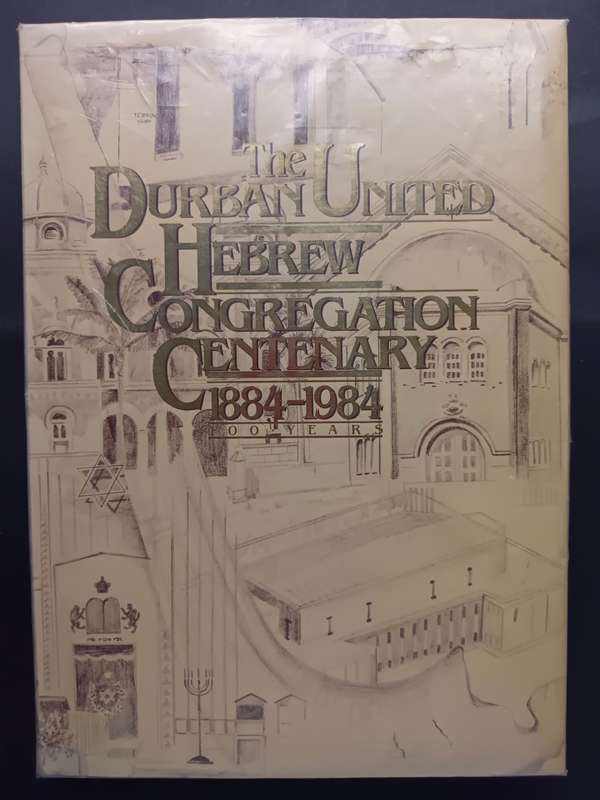 The
DURBAN UNITED
HEBREW
CONGREGATION
CENTENARY
1884-1984
100 YEARS